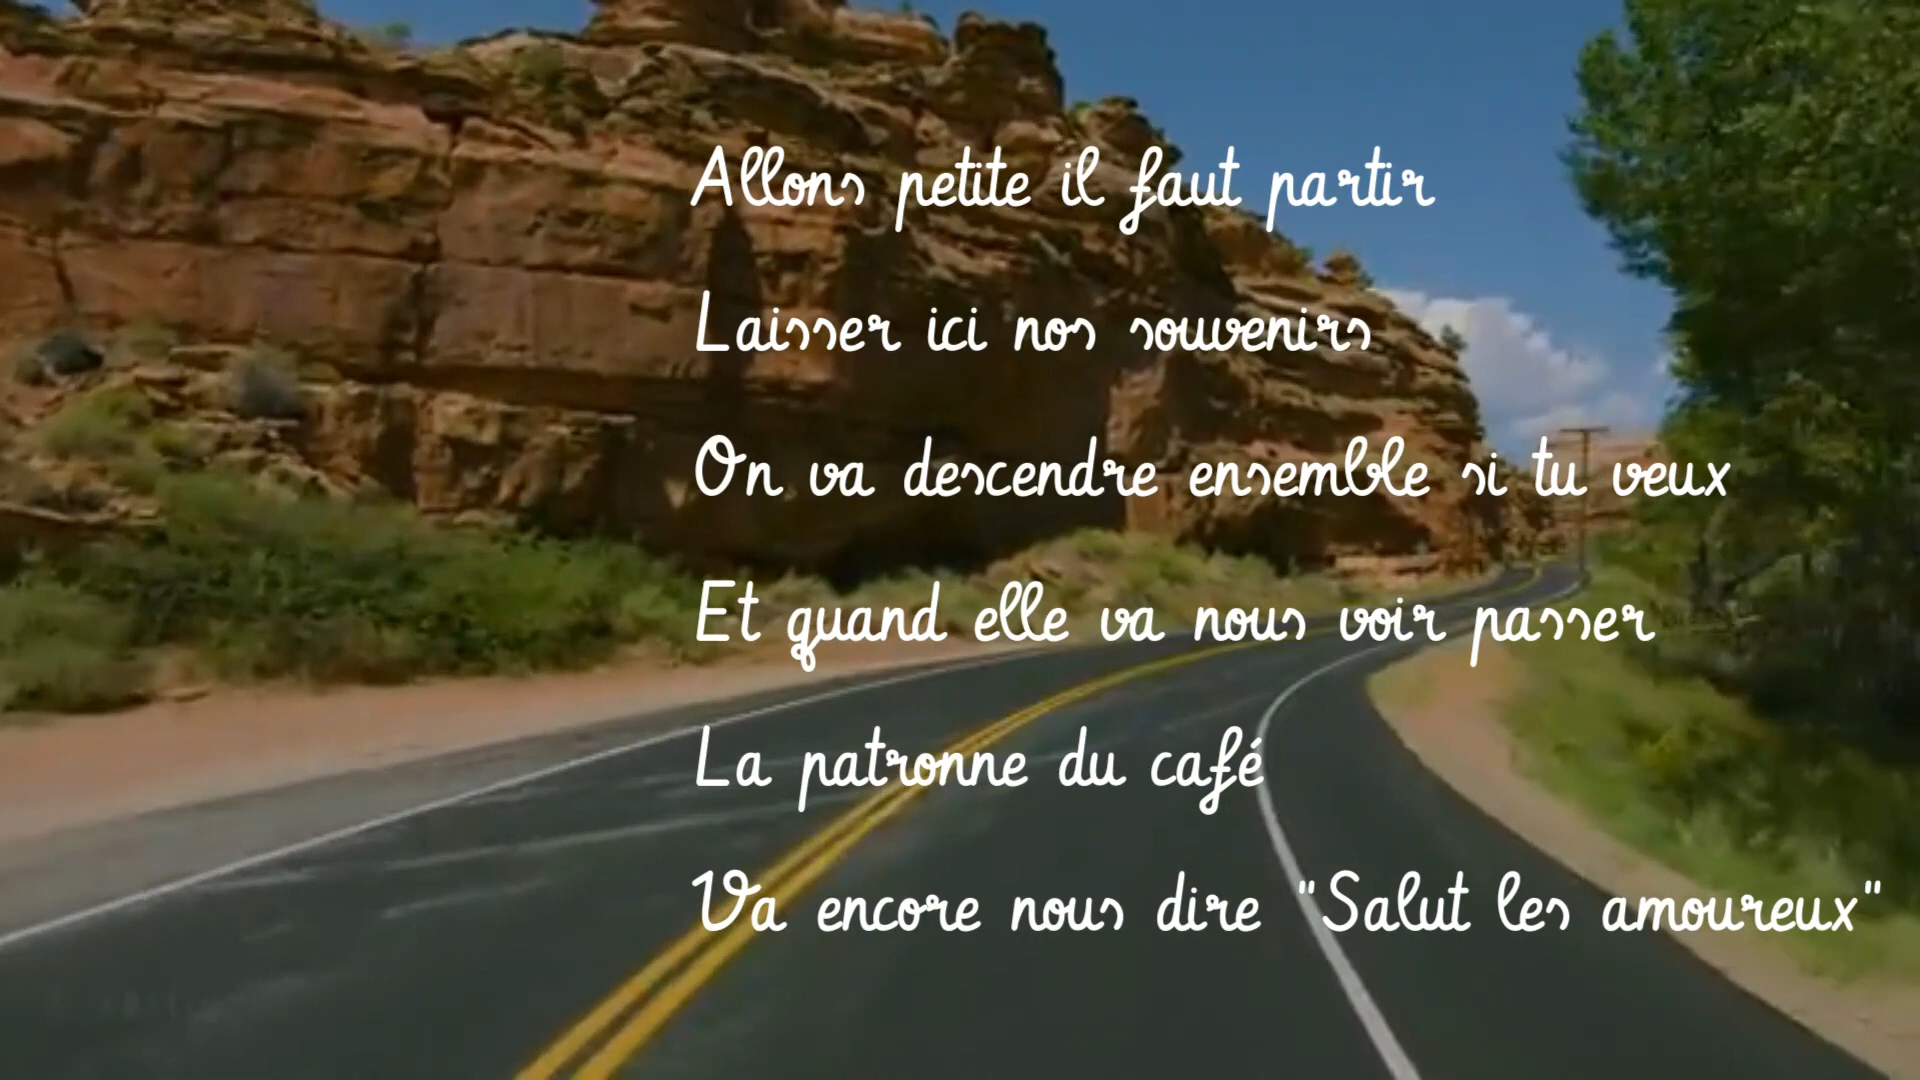 Allons petite il faut partir
Laisser ici nos souvenirs
On va descendre ensemble si tu veux
Et quand elle va nous voir passer
La patronne du café
Va encore nous dire "Salut les amoureux"